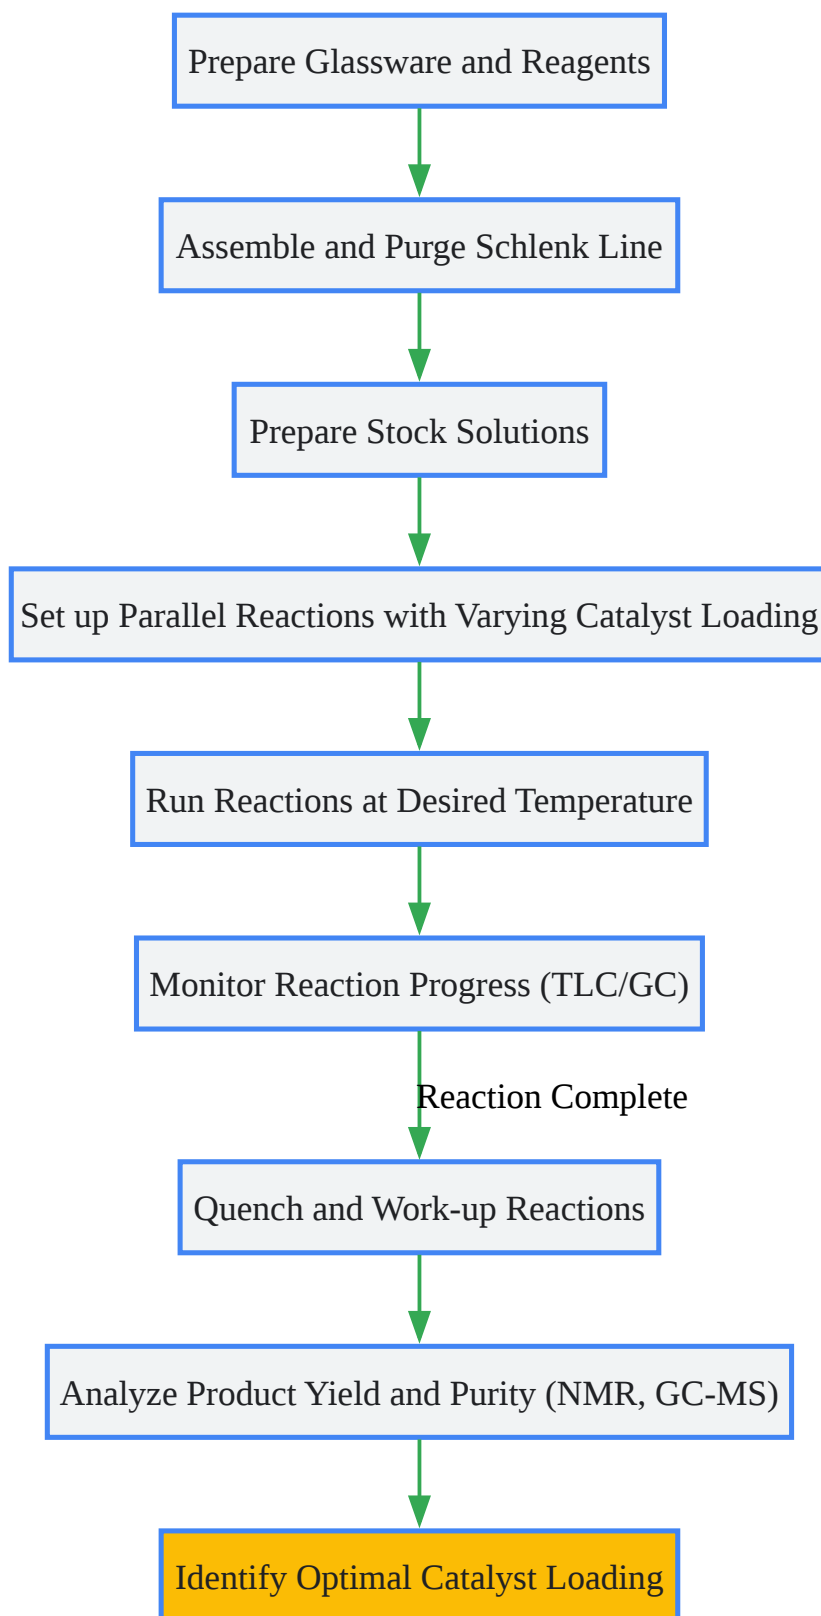 Prepare Glassware and Reagents
Assemble and Purge Schlenk Line
Prepare Stock Solutions
Set up Parallel Reactions with Varying Catalyst Loading
Run Reactions at Desired Temperature
Monitor Reaction Progress (TLC/GC)
Reaction Complete
Quench and Work-up Reactions
Analyze Product Yield and Purity (NMR, GC-MS)
Identify Optimal Catalyst Loading